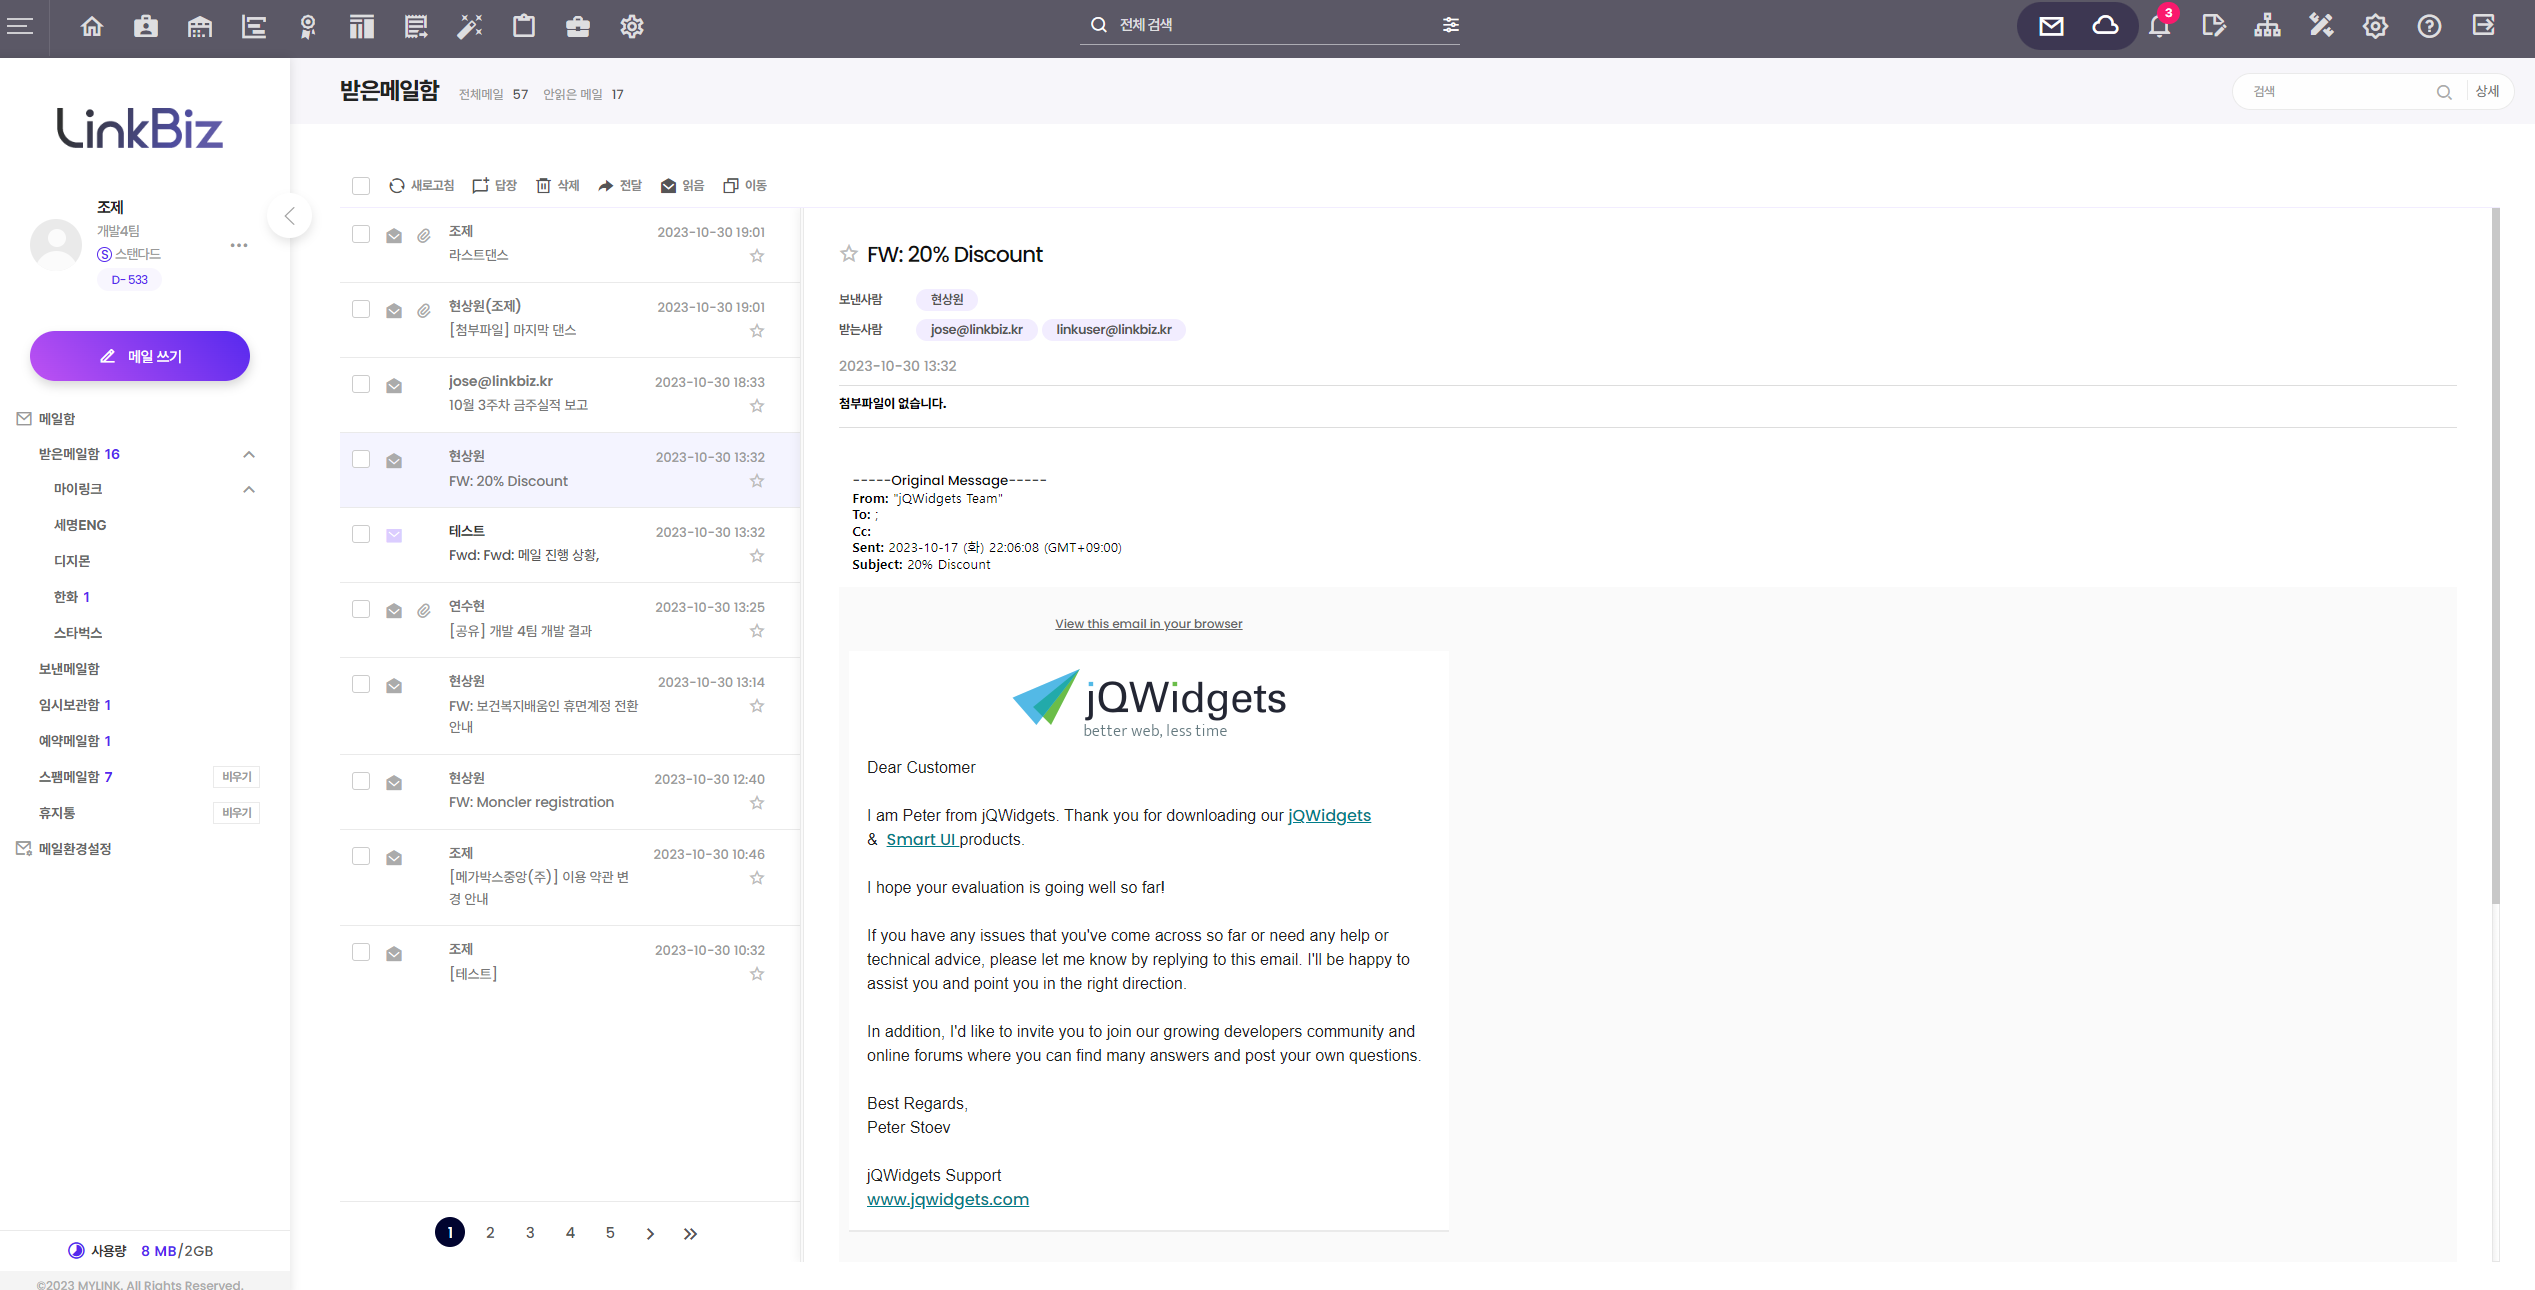 전체 검색
3
LinkBiz
조제
개발4팀
Ⓢ 스탠다드
D- 533
메일 쓰기
메일함
받은메일함 16
마이링크
세명ENG
디지몬
한화 1
스타벅스
보낸메일함
임시보관함 1
예약메일함 1
스팸메일함 7 비우기
휴지통 비우기
메일환경설정
사용량 8 MB/2GB
©2023 MYLINK. All Rights Reserved.
받은메일함 전체메일 57 안읽은 메일 17
검색 상세
새로고침 답장 삭제 전달 읽음 이동
조제 2023-10-30 19:01
라스트댄스
현상원(조제) 2023-10-30 19:01
[첨부파일] 마지막 댄스
jose@linkbiz.kr 2023-10-30 18:33
10월 3주차 금주실적 보고
현상원 2023-10-30 13:32
FW: 20% Discount
테스트 2023-10-30 13:32
Fwd: Fwd: 메일 진행 상황,
연수현 2023-10-30 13:25
[공유] 개발 4팀 개발 결과
현상원 2023-10-30 13:14
FW: 보건복지배움인 휴면계정 전환
안내
현상원 2023-10-30 12:40
FW: Moncler registration
조제 2023-10-30 10:46
[메가박스중앙(주)] 이용 약관 변
경 안내
조제 2023-10-30 10:32
[테스트]
1 2 3 4 5
FW: 20% Discount
보낸사람 현상원
받는사람 jose@linkbiz.kr linkuser@linkbiz.kr
2023-10-30 13:32
첨부파일이 없습니다.
-----Original Message-----
From: "jQWidgets Team"
To: ;
Cc:
Sent: 2023-10-17 (화) 22:06:08 (GMT+09:00)
Subject: 20% Discount
View this email in your browser
jQWidgets
better web, less time
Dear Customer
I am Peter from jQWidgets. Thank you for downloading our jQWidgets
& Smart UI products.
I hope your evaluation is going well so far!
If you have any issues that you've come across so far or need any help or
technical advice, please let me know by replying to this email. I'll be happy to
assist you and point you in the right direction.
In addition, I'd like to invite you to join our growing developers community and
online forums where you can find many answers and post your own questions.
Best Regards,
Peter Stoev
jQWidgets Support
www.jqwidgets.com